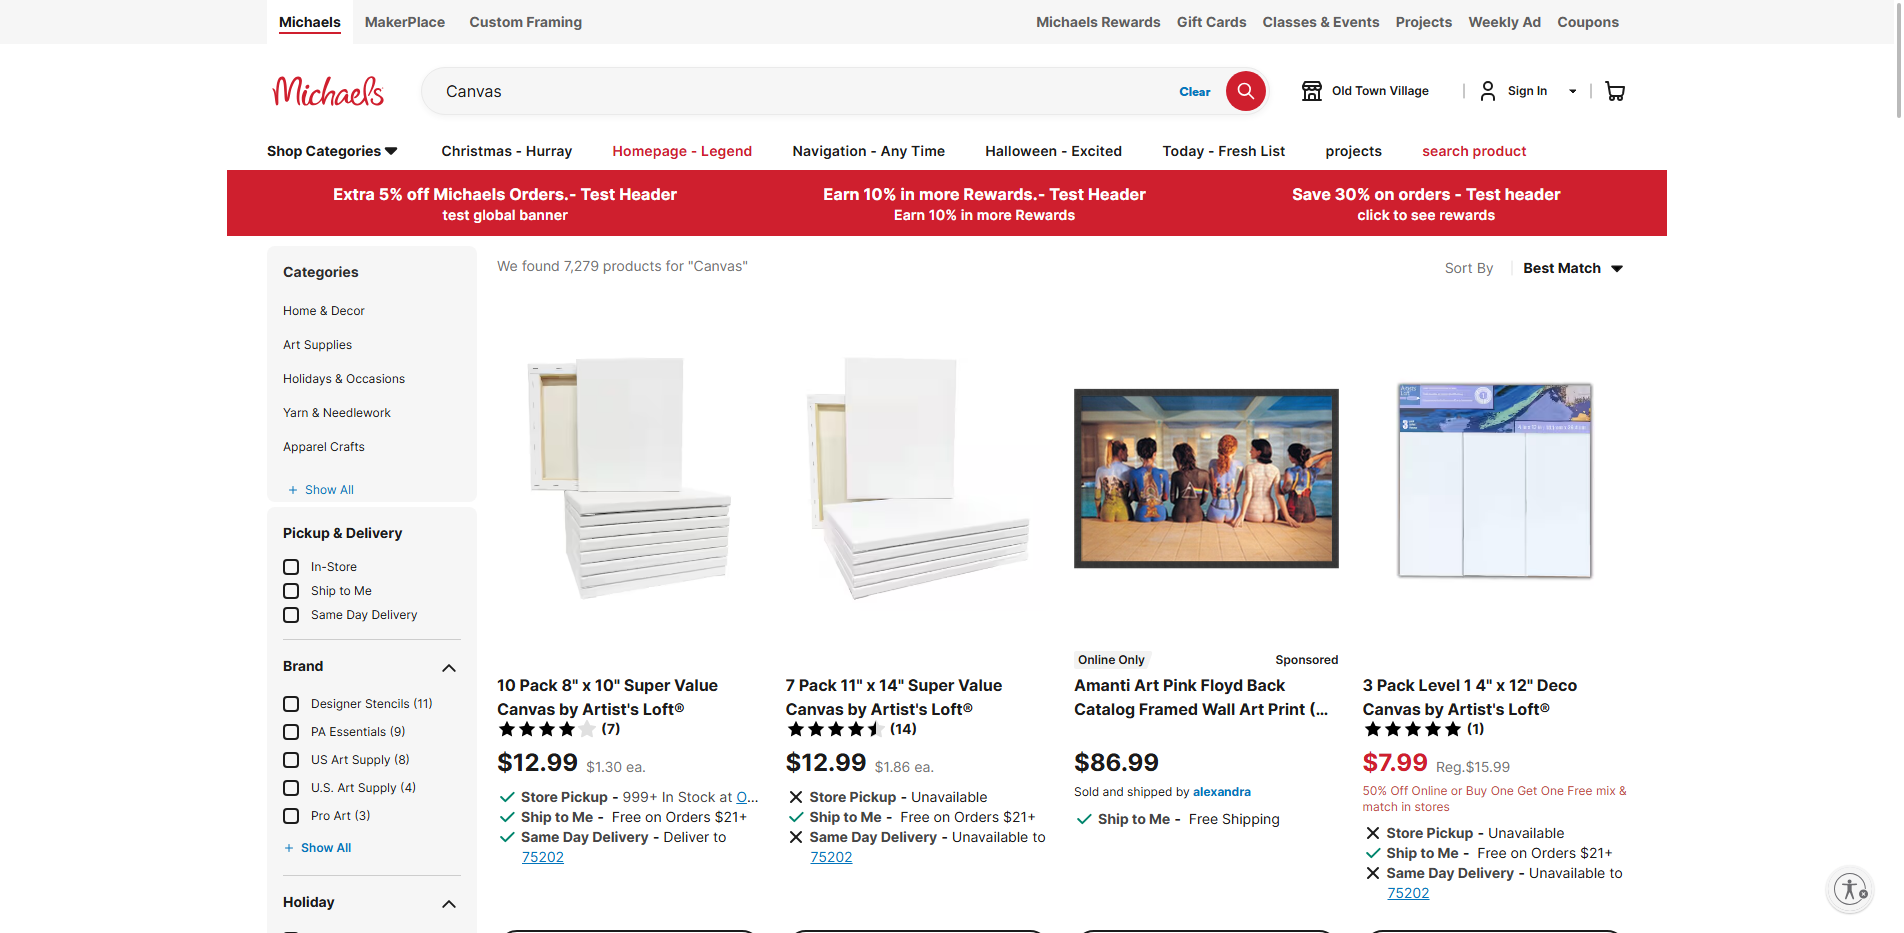 Michaels
MakerPlace
Custom Framing
Michaels Rewards
Gift Cards
Classes & Events
Projects
Weekly Ad
Coupons
Michaels
Canvas
Clear
Old Town Village
Sign In
Shop Categories
Christmas - Hurray
Homepage - Legend
Navigation - Any Time
Halloween - Excited
Today - Fresh List
projects
search product
Extra 5% off Michaels Orders.- Test Header
test global banner
Earn 10% in more Rewards.- Test Header
Earn 10% in more Rewards
Save 30% on orders - Test header
click to see rewards
Categories
Home & Decor
Art Supplies
Holidays & Occasions
Yarn & Needlework
Apparel Crafts
+ Show All
Pickup & Delivery
In-Store
Ship to Me
Same Day Delivery
Brand
Designer Stencils (11)
PA Essentials (9)
US Art Supply (8)
U.S. Art Supply (4)
Pro Art (3)
+ Show All
Holiday
We found 7,279 products for "Canvas"
Sort By
Best Match
10 Pack 8" x 10" Super Value
Canvas by Artist's Loft®
(7)
$12.99 $1.30 ea.
Store Pickup - 999+ In Stock at O...
Ship to Me - Free on Orders $21+
Same Day Delivery - Deliver to
75202
7 Pack 11" x 14" Super Value
Canvas by Artist's Loft®
(14)
$12.99 $1.86 ea.
Store Pickup - Unavailable
Ship to Me - Free on Orders $21+
Same Day Delivery - Unavailable to
75202
Online Only
Sponsored
Amanti Art Pink Floyd Back
Catalog Framed Wall Art Print (...
$86.99
Sold and shipped by alexandra
Ship to Me - Free Shipping
3 Pack Level 1 4" x 12" Deco
Canvas by Artist's Loft®
(1)
$7.99 Reg.$15.99
50% Off Online or Buy One Get One Free mix &
match in stores
Store Pickup - Unavailable
Ship to Me - Free on Orders $21+
Same Day Delivery - Unavailable to
75202